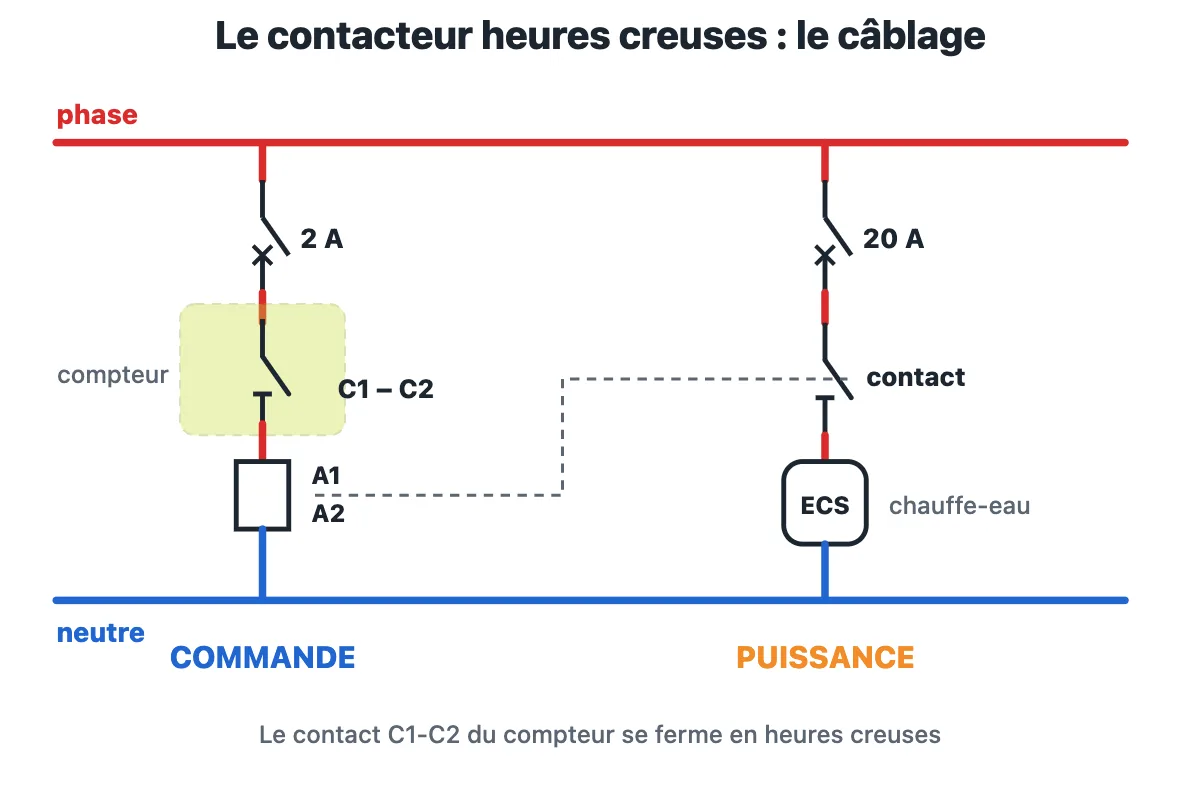 Le contacteur heures creuses : le câblage
phase
2 A
20 A
compteur
C1 – C2
contact
A1
A2
ECS
chauffe-eau
neutre
COMMANDE
PUISSANCE
Le contact C1-C2 du compteur se ferme en heures creuses